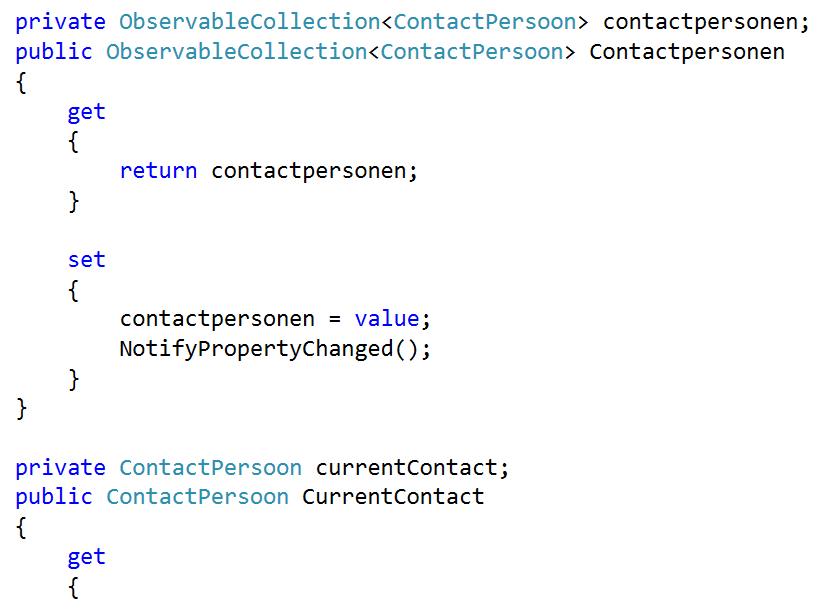 private ObservableCollection<ContactPersoon> contactpersonen;
public ObservableCollection<ContactPersoon> Contactpersonen
{
    get
    {
        return contactpersonen;
    }

    set
    {
        contactpersonen = value;
        NotifyPropertyChanged();
    }
}

private ContactPersoon currentContact;
public ContactPersoon CurrentContact
{
    get
    {